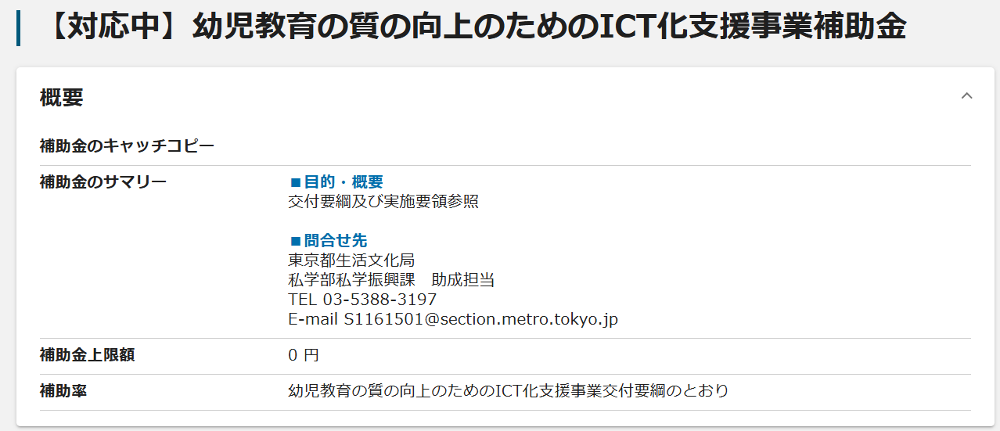 【対応中】幼児教育の質の向上のためのICT化支援事業補助金
概要
補助金のキャッチコピー
補助金のサマリー
■目的・概要
交付要綱及び実施要領参照
■問合せ先
東京都生活文化局
私学部私学振興課　助成担当
TEL 03-5388-3197
E-mail S1161501@section.metro.tokyo.jp
補助金上限額
0 円
補助率
幼児教育の質の向上のためのICT化支援事業交付要綱のとおり